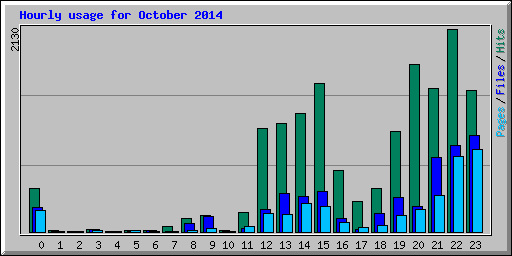 Hourly usage for October 2014
2130
Pages/Files/Hits
0 1 2 3 4 5 6 7 8 9 10 11 12 13 14 15 16 17 18 19 20 21 22 23